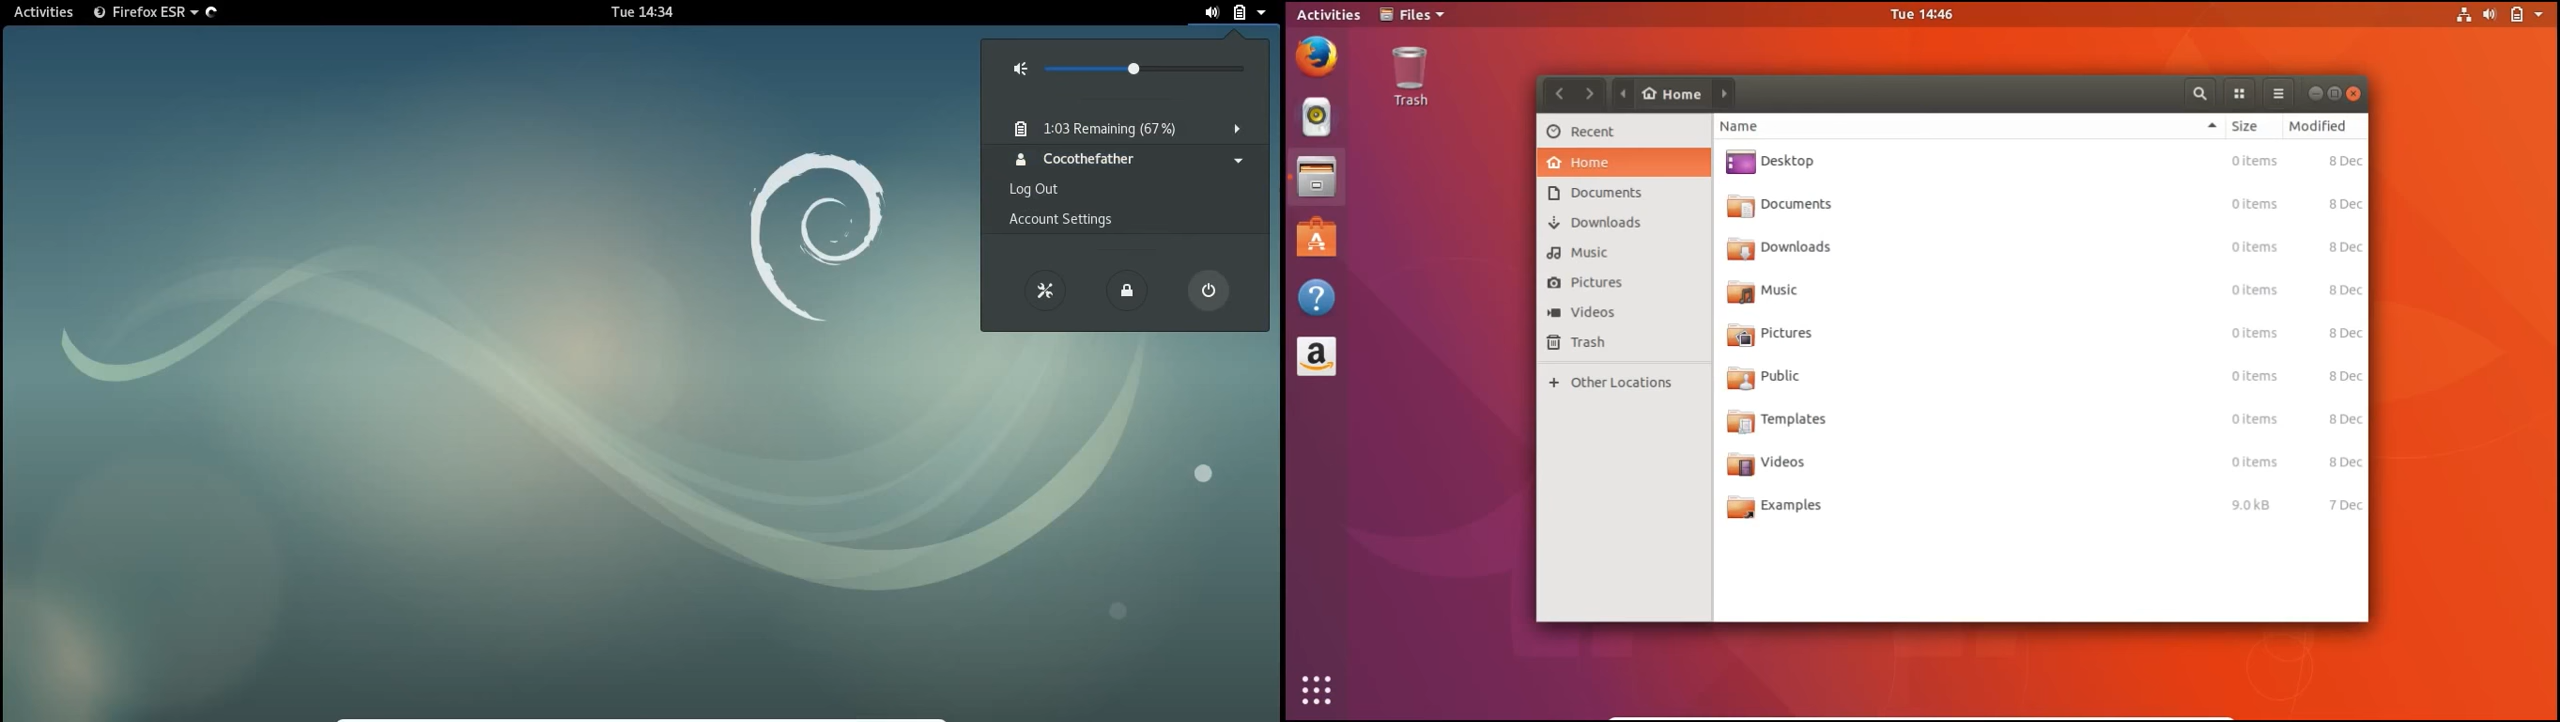 Activities Firefox ESR Tue 14:34
1:03 Remaining (67 %)
Cocothefather
Log Out
Account Settings
Activities Files Tue 14:46
Trash
Home
Recent
Home
Documents
Downloads
Music
Pictures
Videos
Trash
Other Locations
Name Size Modified
Desktop 0 items 8 Dec
Documents 0 items 8 Dec
Downloads 0 items 8 Dec
Music 0 items 8 Dec
Pictures 0 items 8 Dec
Public 0 items 8 Dec
Templates 0 items 8 Dec
Videos 0 items 8 Dec
Examples 9.0 kB 7 Dec